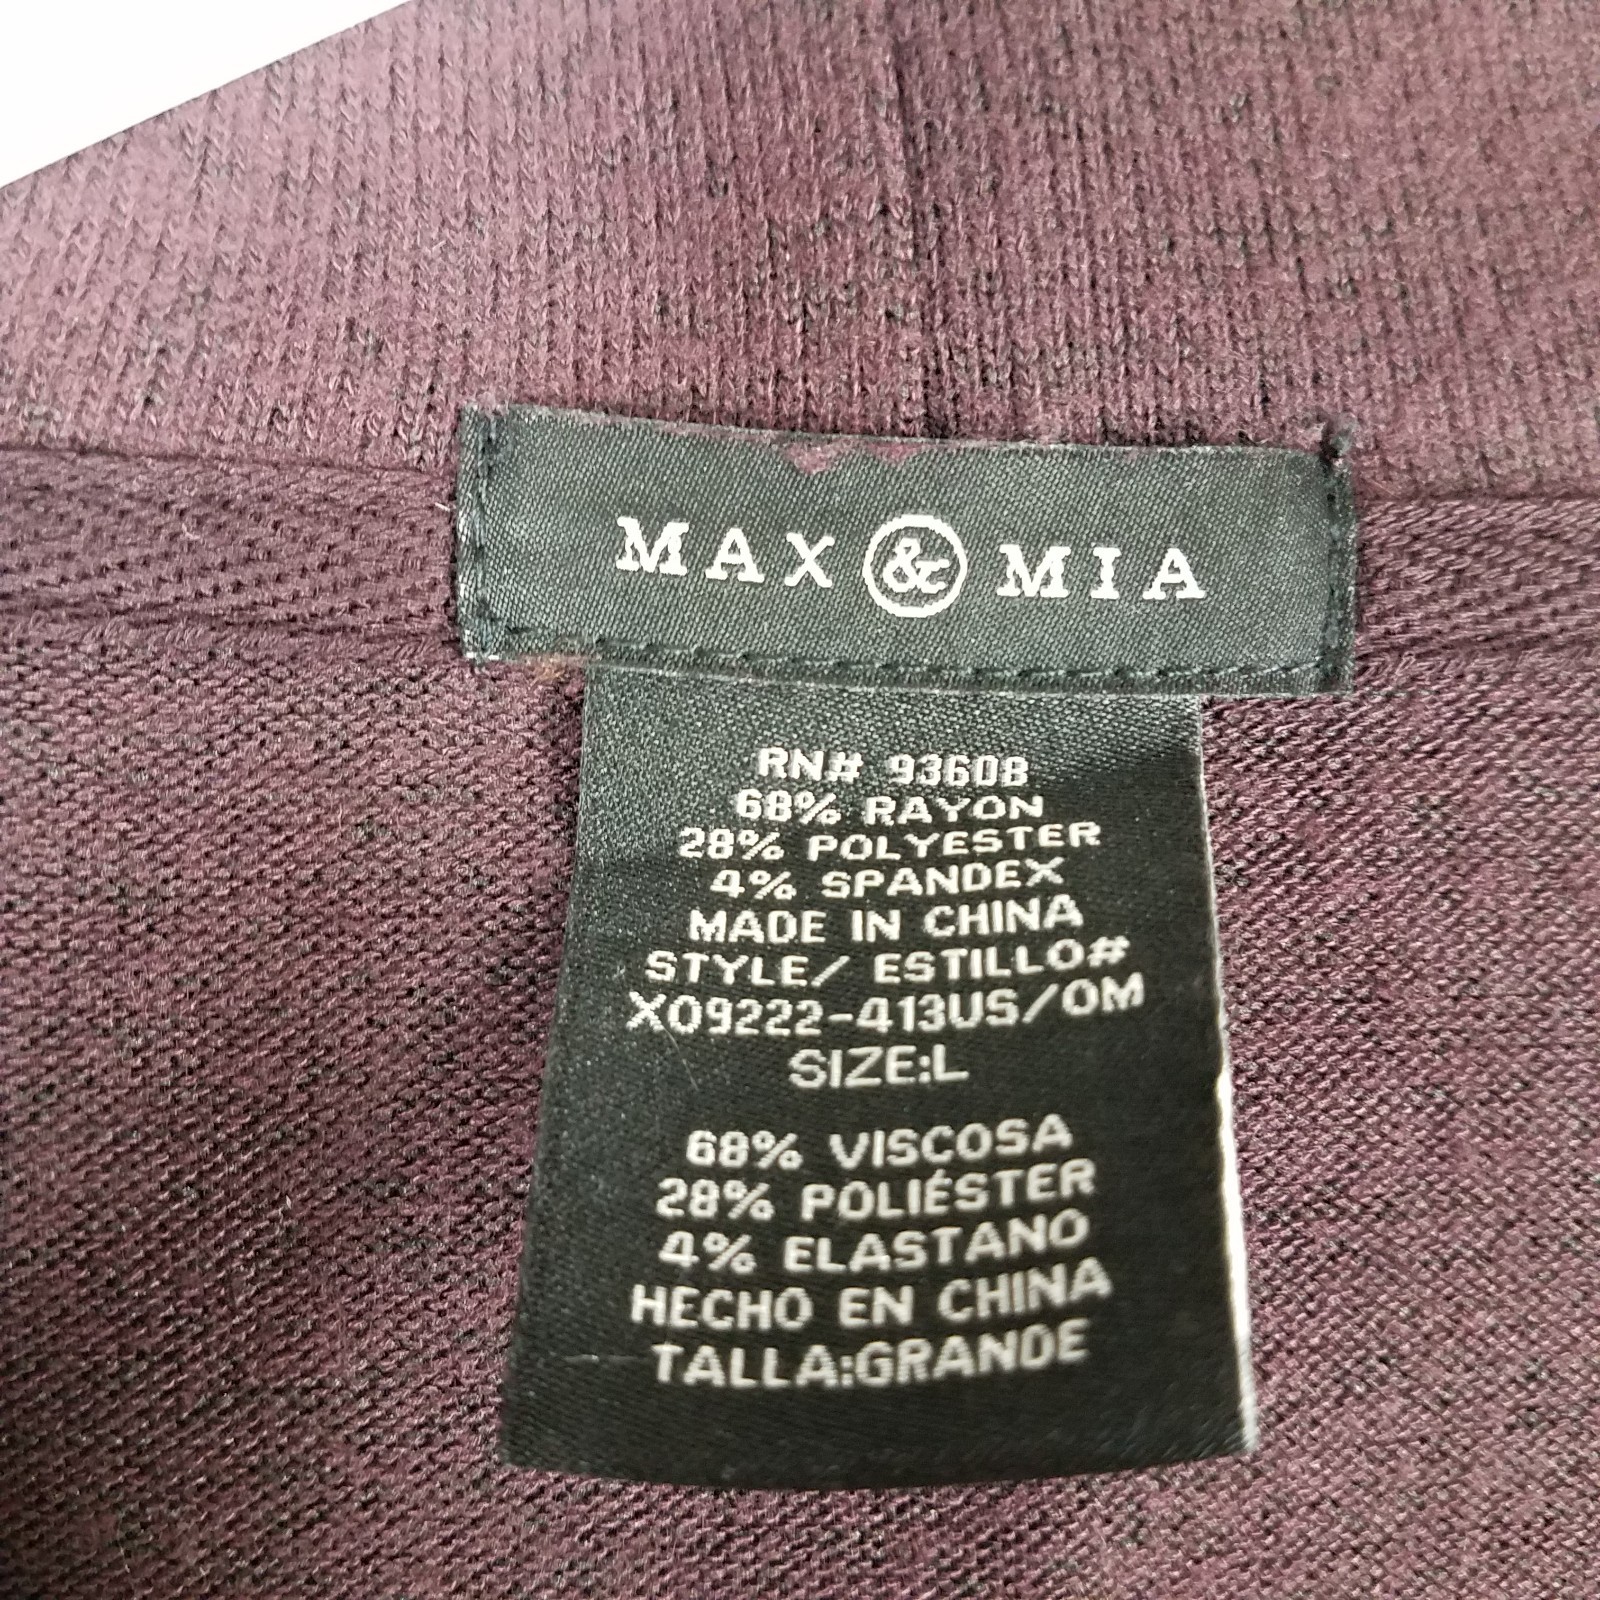 MAX & MIA
RN# 93608
68% RAYON
28% POLYESTER
4% SPANDEX
MADE IN CHINA
STYLE/ ESTILLO#
X09222-413US/OM
SIZE:L
68% VISCOSA
28% POLIÉSTER
4% ELASTANO
HECHO EN CHINA
TALLA:GRANDE